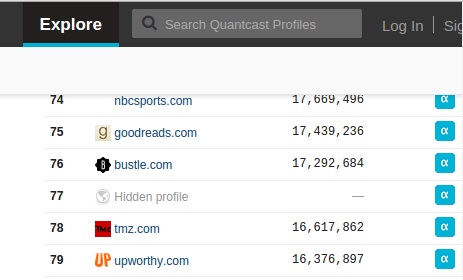 Explore Search Quantcast Profiles Log In
74 nbcsports.com 17,669,496 α
75 g goodreads.com 17,439,236 α
76 B bustle.com 17,292,684 α
77 Hidden profile — α
78 TMZ tmz.com 16,617,862 α
79 UP upworthy.com 16,376,897 α